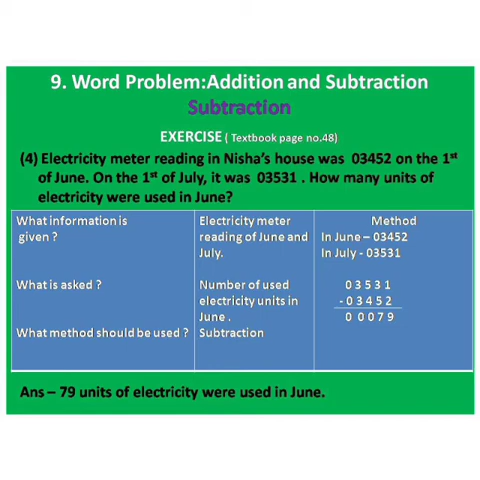 9. Word Problem:Addition and Subtraction
Subtraction
EXERCISE ( Textbook page no.48)
(4) Electricity meter reading in Nisha's house was 03452 on the 1st
of June. On the 1st of July, it was 03531 . How many units of
electricity were used in June?
What information is
given ?
Electricity meter
reading of June and
July.
Method
In June – 03452
In July - 03531
What is asked ?
Number of used
electricity units in
June .
0 3 5 3 1
- 0 3 4 5 2
0 0 0 7 9
What method should be used ?
Subtraction
Ans – 79 units of electricity were used in June.